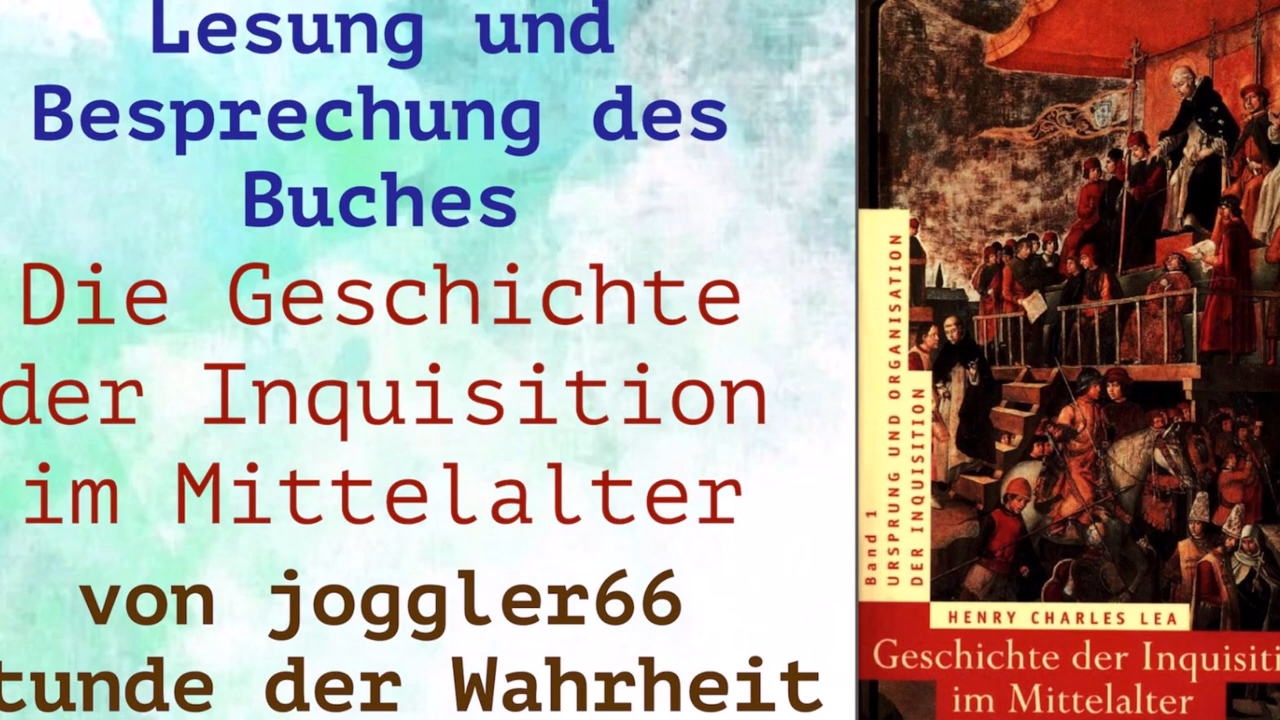 Lesung und
Besprechung des
Buches
Die Geschichte
der Inquisition
im Mittelalter
von joggler66
tunde der Wahrheit
Band 1
URSPRUNG UND ORGANISATION
DER INQUISITION
HENRY CHARLES LEA
Geschichte der Inquisiti
im Mittelalter